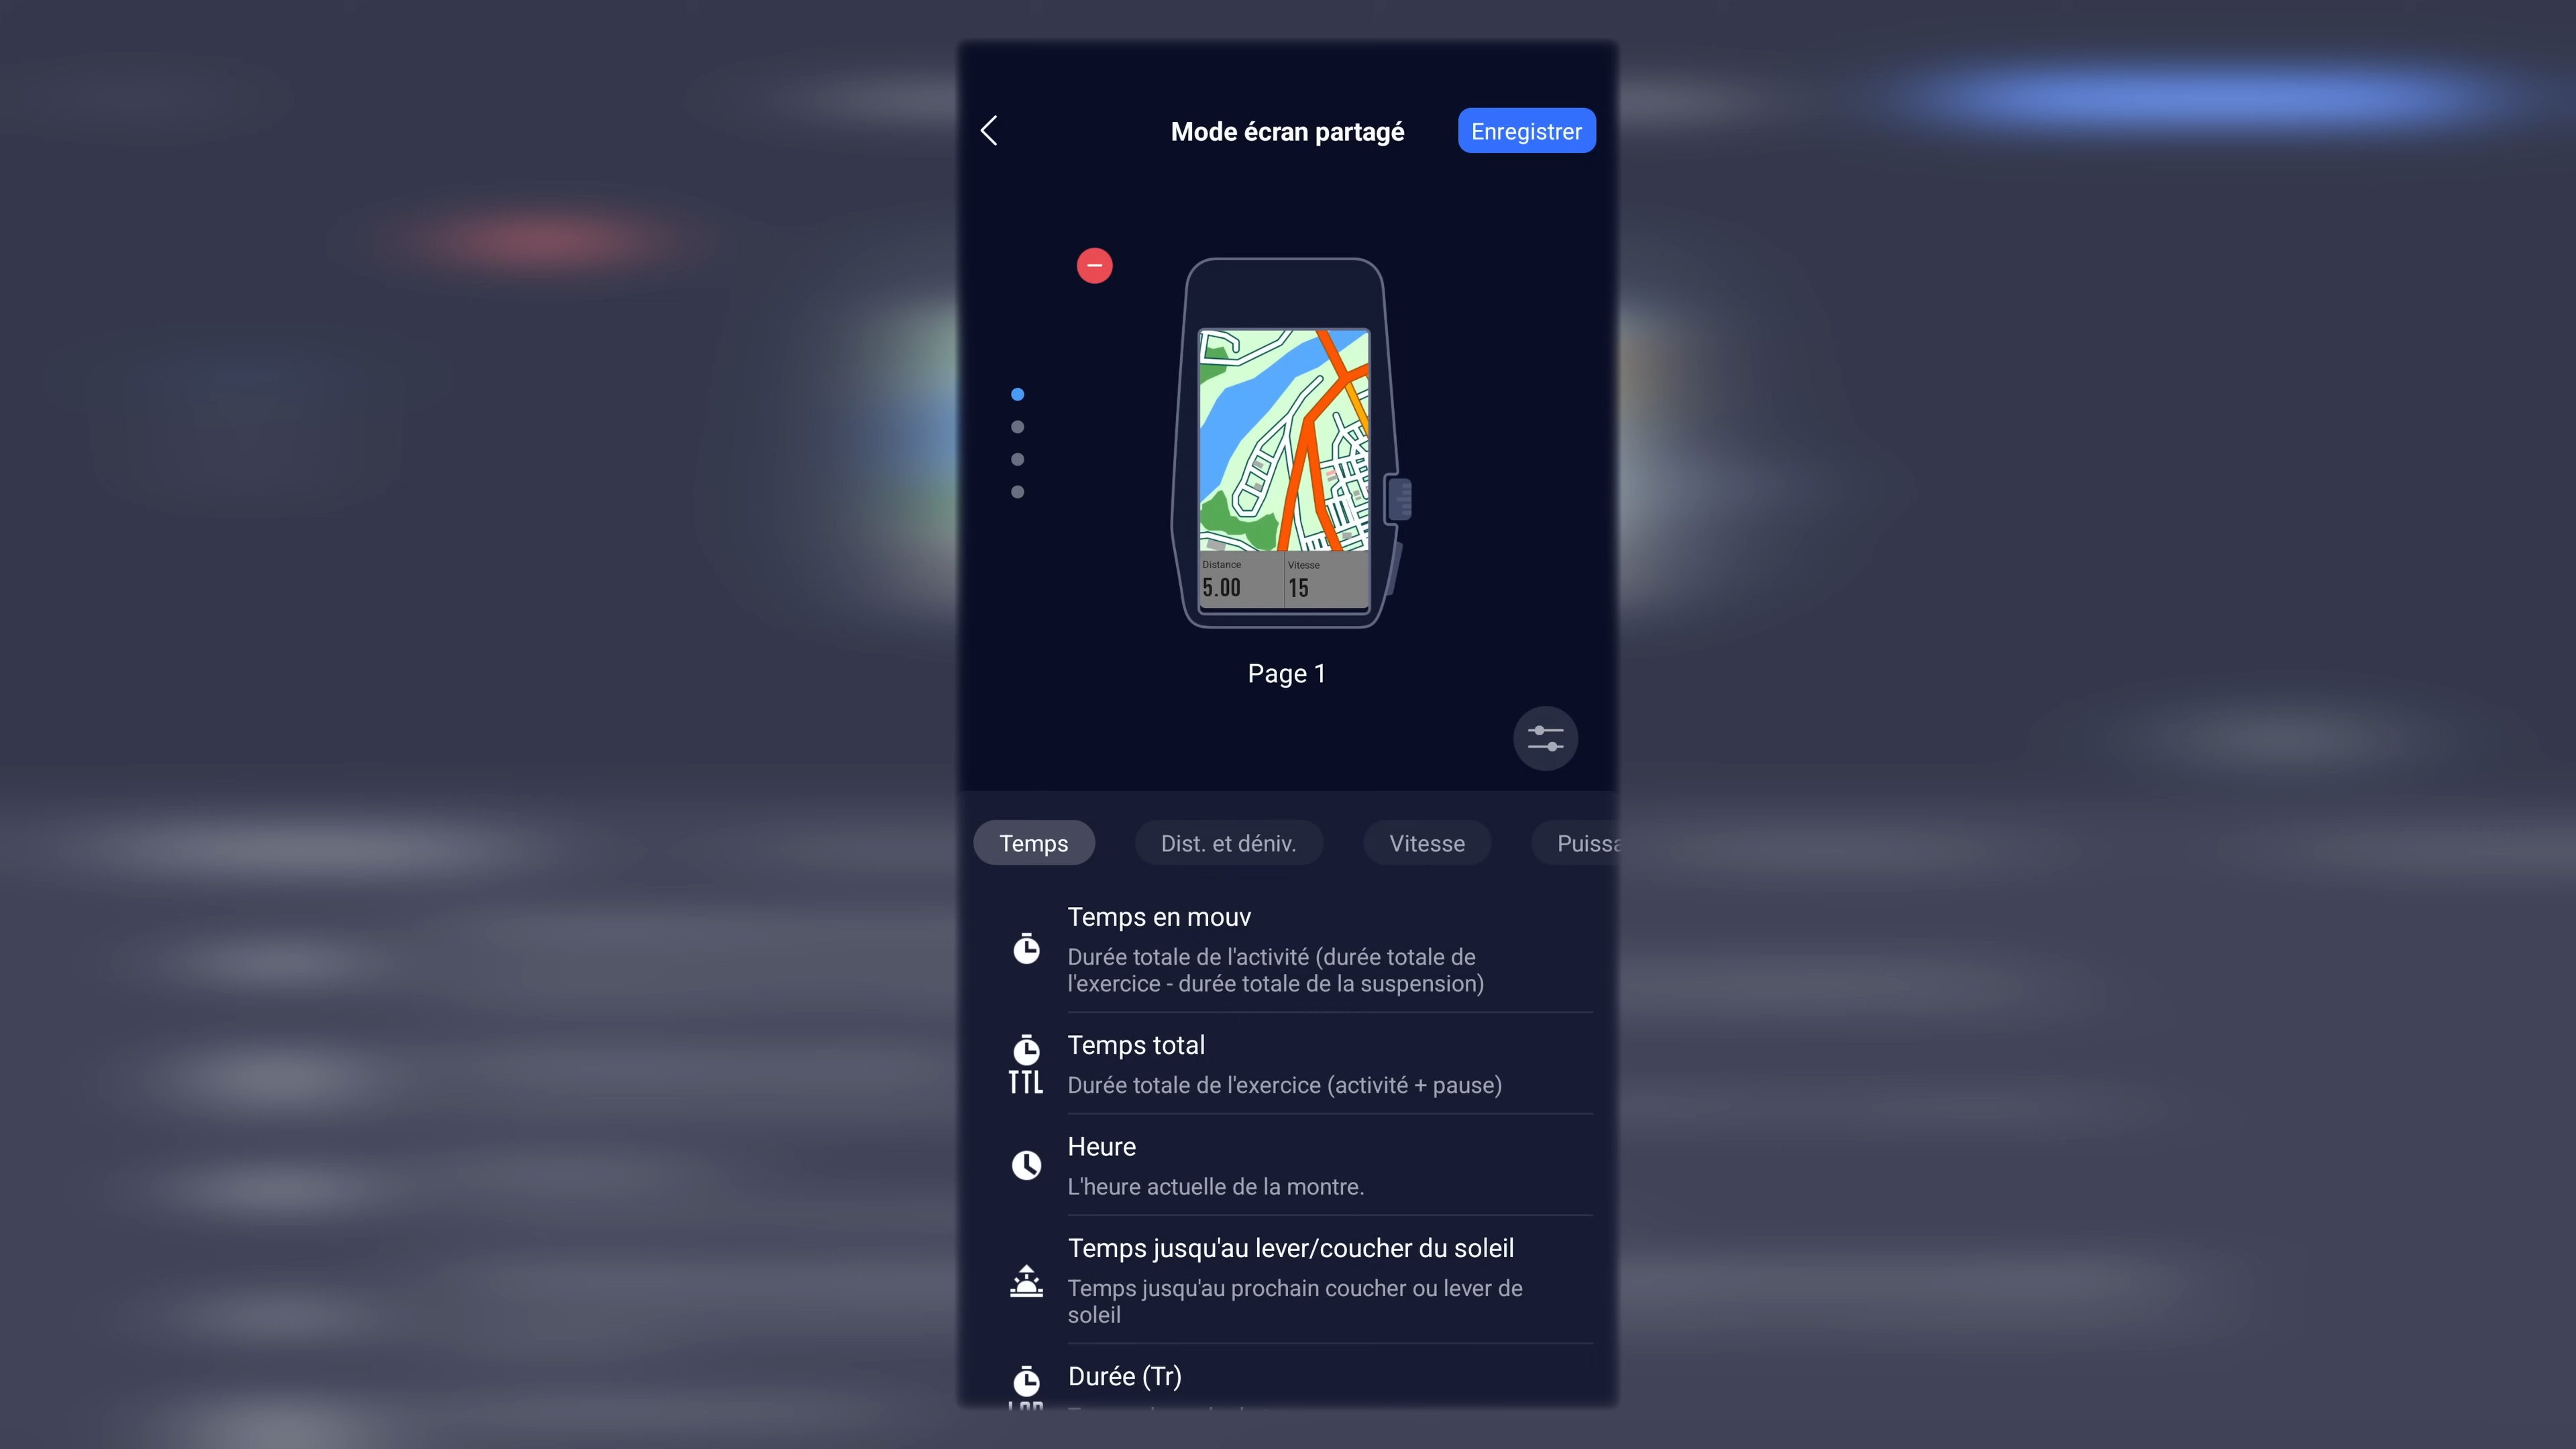 Mode écran partagé
Enregistrer
Distance
Vitesse
5.00
15
Page 1
Temps
Dist. et déniv.
Vitesse
Temps en mouv
Durée totale de l'activité (durée totale de
l'exercice - durée totale de la suspension)
TTL
Temps total
Durée totale de l'exercice (activité + pause)
Heure
L'heure actuelle de la montre.
Temps jusqu'au lever/coucher du soleil
Temps jusqu'au prochain coucher ou lever de
soleil
Durée (Tr)